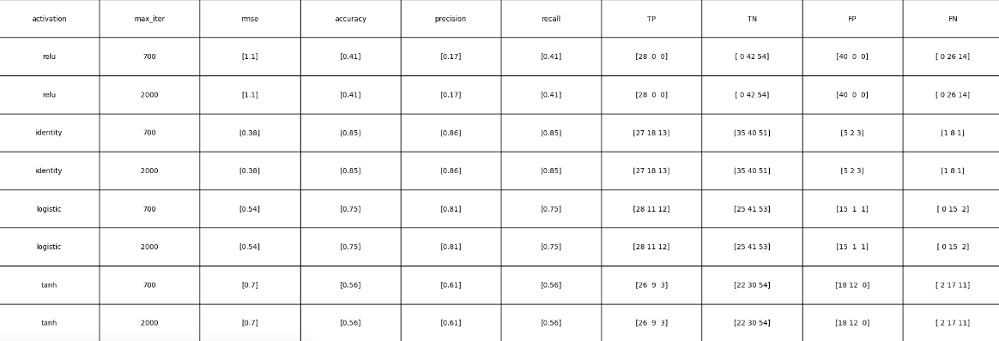 activation max_iter rmse accuracy precision recall TP TN FP FN
relu 700 [1.1] [0.41] [0.17] [0.41] [28  0  0] [ 0 42 54] [40  0  0] [ 0 26 14]
relu 2000 [1.1] [0.41] [0.17] [0.41] [28  0  0] [ 0 42 54] [40  0  0] [ 0 26 14]
identity 700 [0.38] [0.85] [0.86] [0.85] [27 18 13] [35 40 51] [5 2 3] [1 8 1]
identity 2000 [0.38] [0.85] [0.86] [0.85] [27 18 13] [35 40 51] [5 2 3] [1 8 1]
logistic 700 [0.54] [0.75] [0.81] [0.75] [28 11 12] [25 41 53] [15  1  1] [ 0 15  2]
logistic 2000 [0.54] [0.75] [0.81] [0.75] [28 11 12] [25 41 53] [15  1  1] [ 0 15  2]
tanh 700 [0.7] [0.56] [0.61] [0.56] [26  9  3] [22 30 54] [18 12  0] [ 2 17 11]
tanh 2000 [0.7] [0.56] [0.61] [0.56] [26  9  3] [22 30 54] [18 12  0] [ 2 17 11]